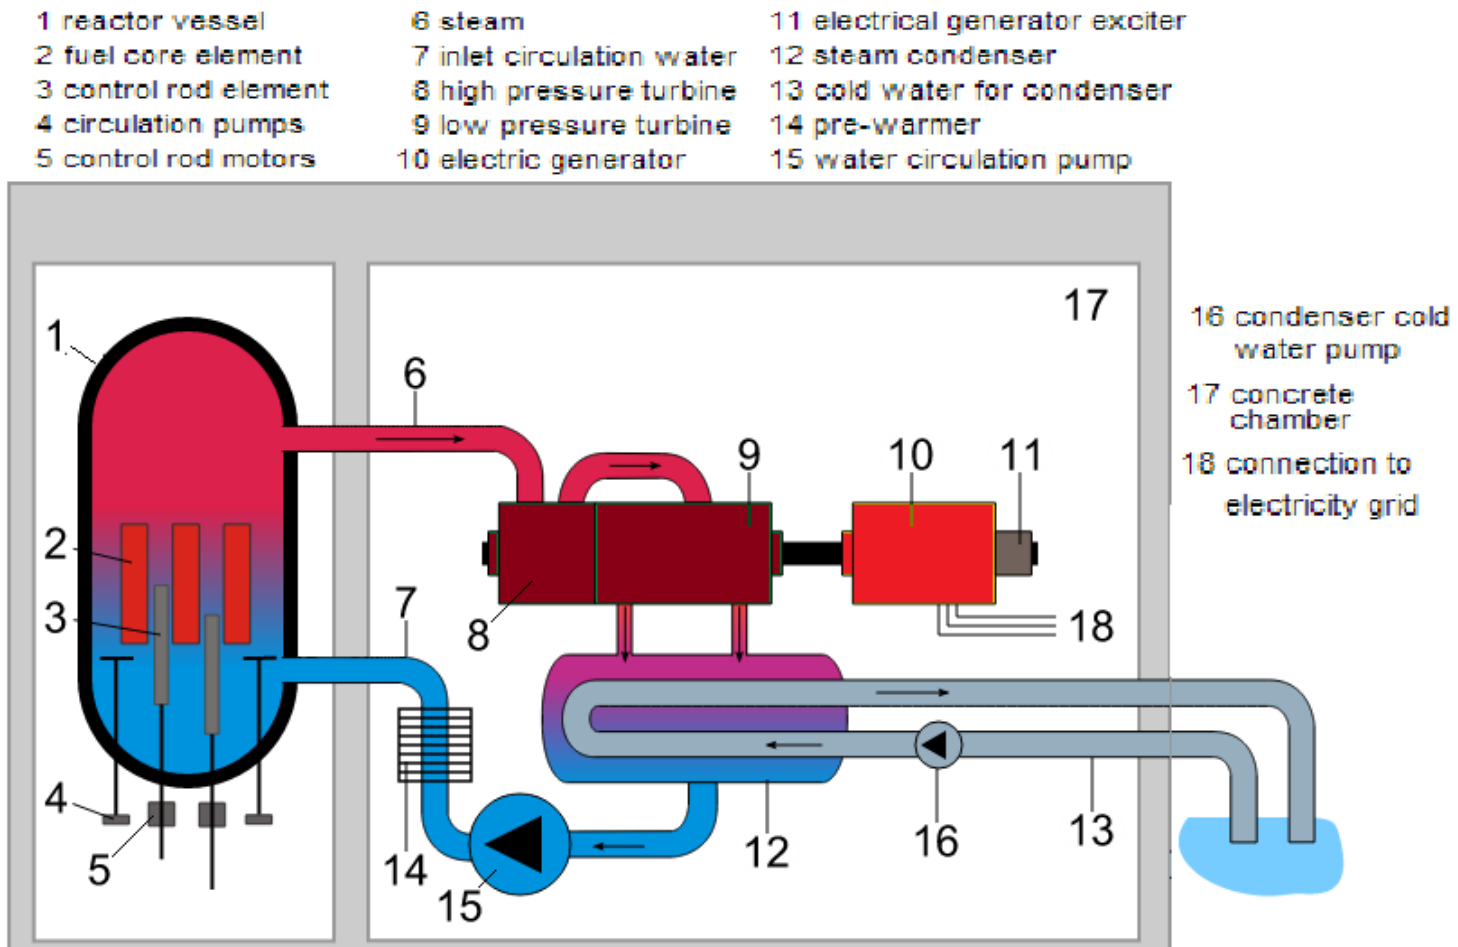 1 reactor vessel
2 fuel core element
3 control rod element
4 circulation pumps
5 control rod motors
6 steam
7 inlet circulation water
8 high pressure turbine
9 low pressure turbine
10 electric generator
11 electrical generator exciter
12 steam condenser
13 cold water for condenser
14 pre-warmer
15 water circulation pump
16 condenser cold
water pump
17 concrete
chamber
18 connection to
electricity grid
1
2
3
4
5
6
7
8
9
10
11
12
13
14
15
16
17
18